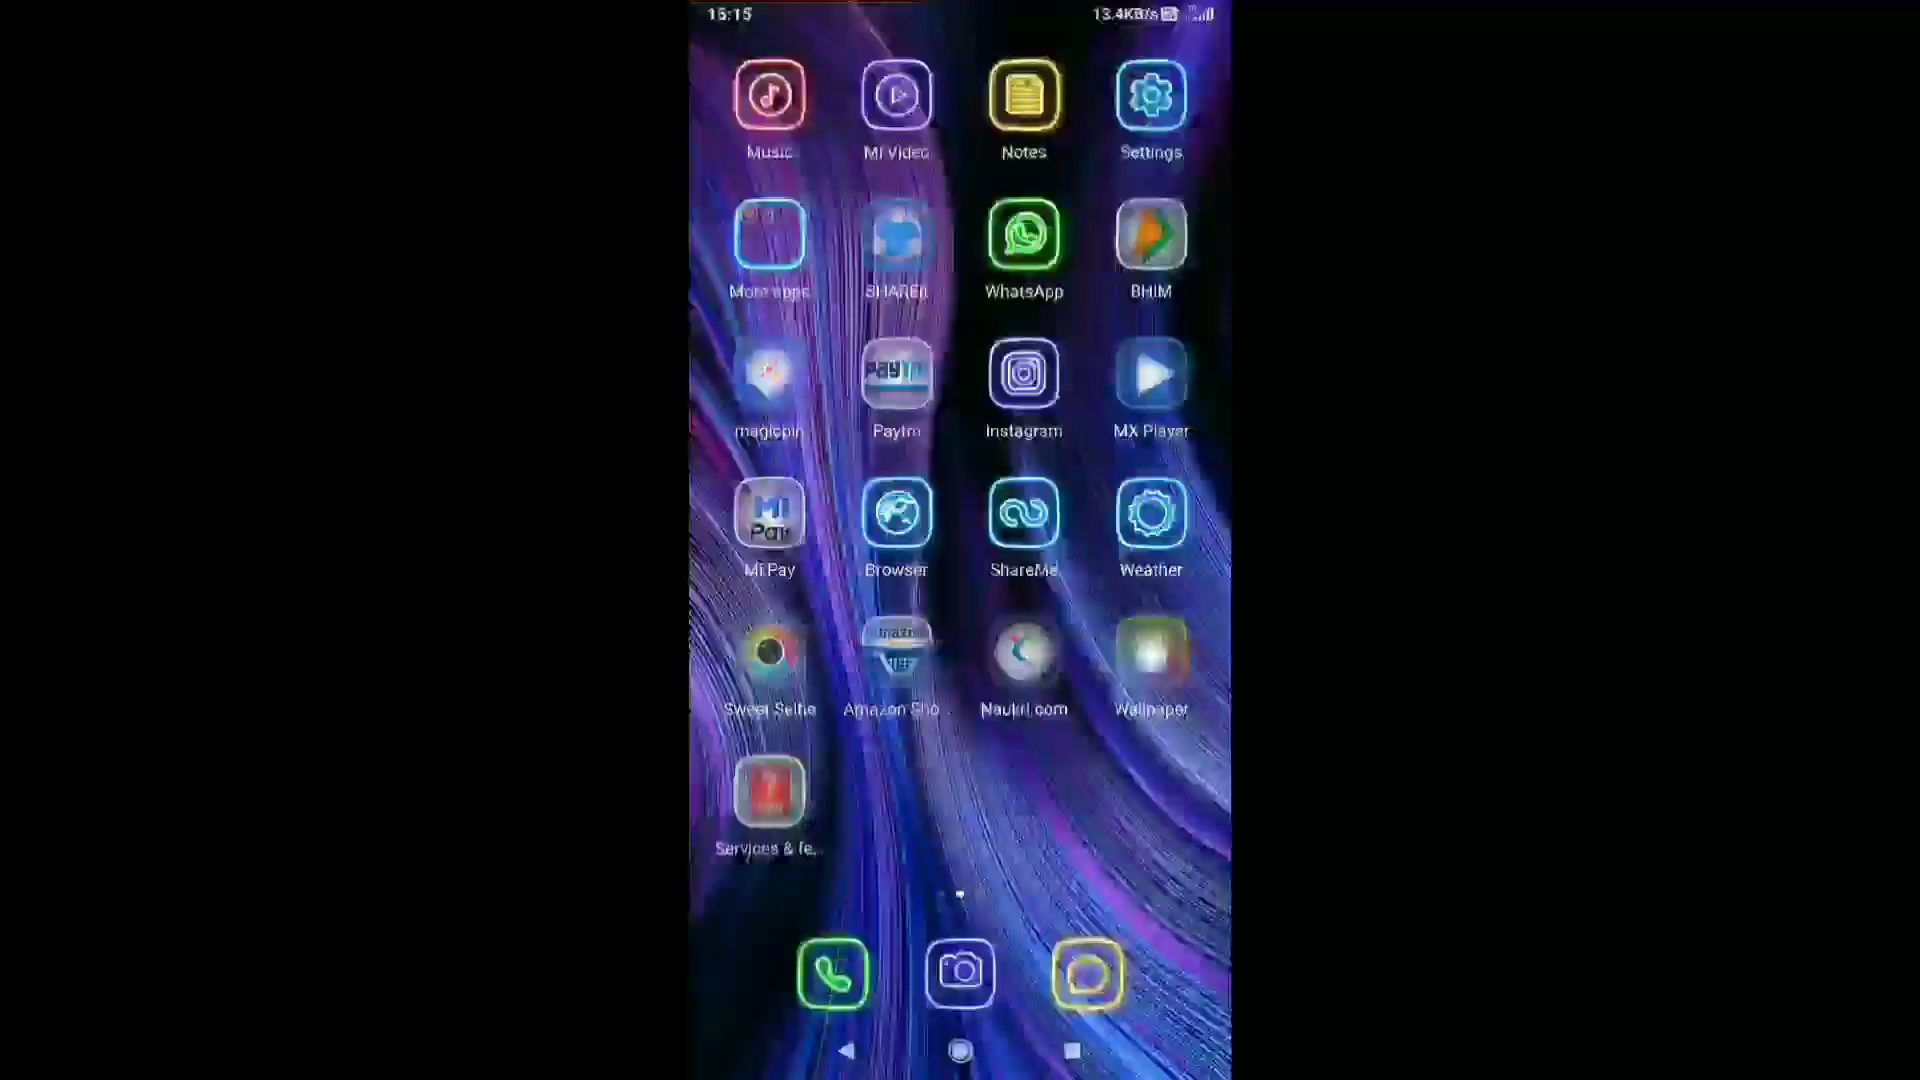 15:15 13.4KB/s
Music Mi Video Notes Settings
More apps SHAREit WhatsApp BHIM
magicpin Paytm Instagram MX Player
Mi Pay Browser ShareMe Weather
Sweet Selfie Amazon Sho... Naukri.com Wallpaper
Services & fe...